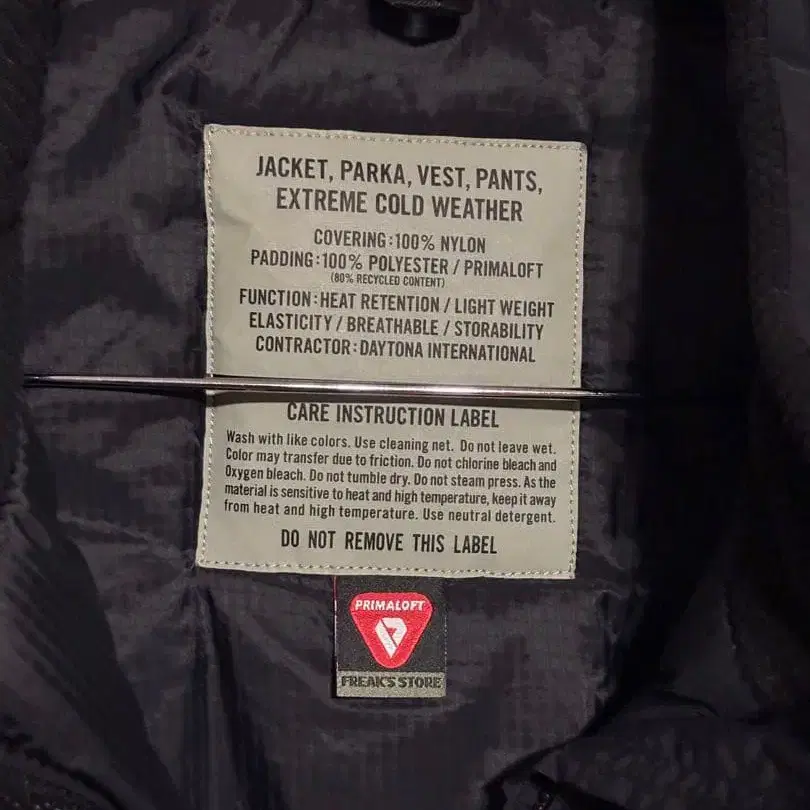 JACKET, PARKA, VEST, PANTS,
EXTREME COLD WEATHER
COVERING:100% NYLON
PADDING:100% POLYESTER / PRIMALOFT
(80% RECYCLED CONTENT)
FUNCTION:HEAT RETENTION / LIGHT WEIGHT
ELASTICITY / BREATHABLE / STORABILITY
CONTRACTOR:DAYTONA INTERNATIONAL
CARE INSTRUCTION LABEL
Wash with like colors. Use cleaning net. Do not leave wet.
Color may transfer due to friction. Do not chlorine bleach and
Oxygen bleach. Do not tumble dry. Do not steam press. As the
material is sensitive to heat and high temperature, keep it away
from heat and high temperature. Use neutral detergent.
DO NOT REMOVE THIS LABEL
PRIMALOFT
FREAK'S STORE